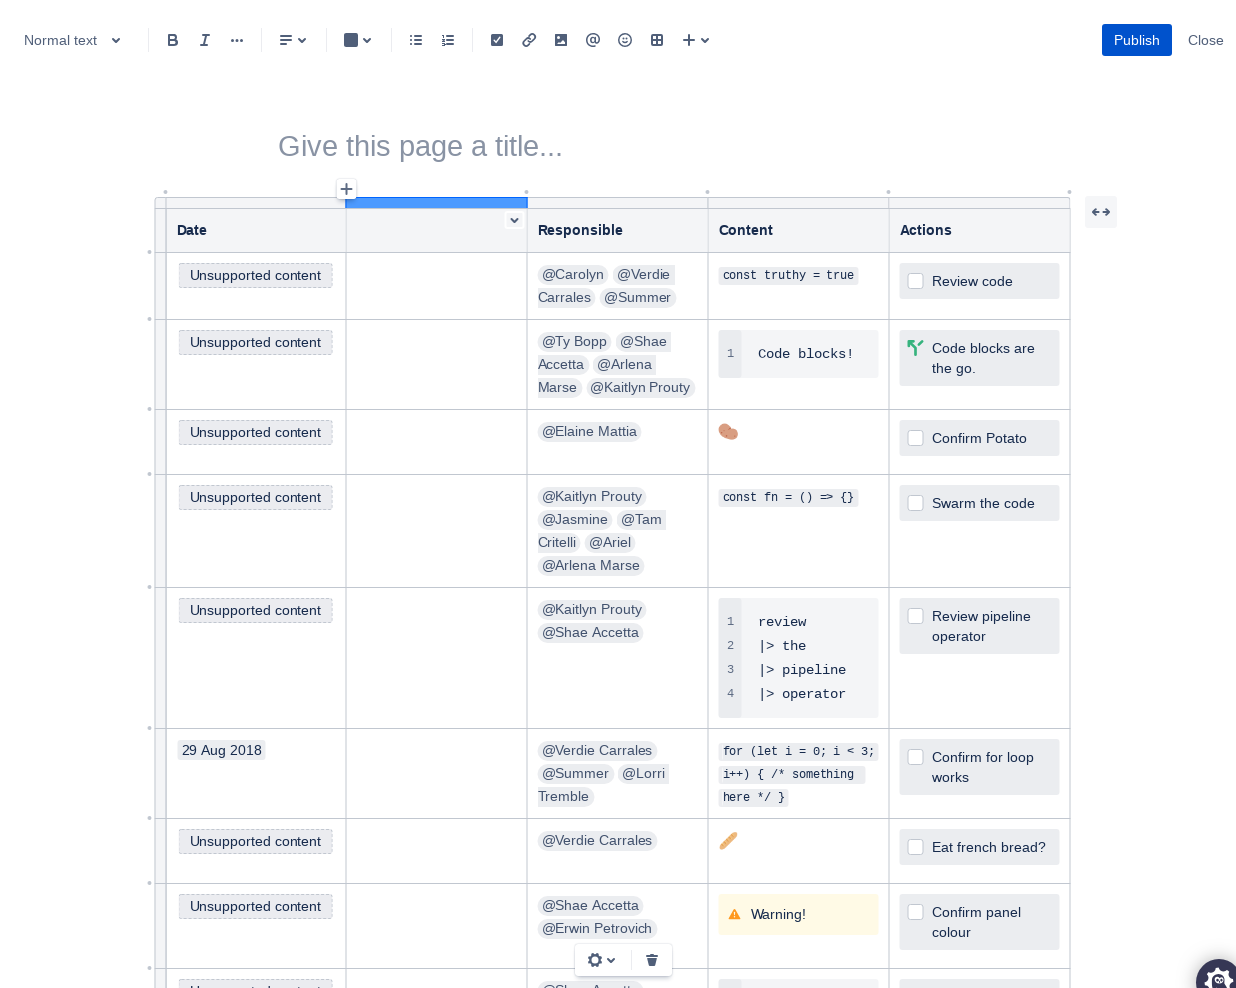 Normal text
Publish
Close
Give this page a title...
Date
Responsible
Content
Actions
Unsupported content
@Carolyn @Verdie
Carrales @Summer
const truthy = true
Review code
Unsupported content
@Ty Bopp @Shae
Accetta @Arlena
Marse @Kaitlyn Prouty
1 Code blocks!
Code blocks are
the go.
Unsupported content
@Elaine Mattia
Confirm Potato
Unsupported content
@Kaitlyn Prouty
@Jasmine @Tam
Critelli @Ariel
@Arlena Marse
const fn = () => {}
Swarm the code
Unsupported content
@Kaitlyn Prouty
@Shae Accetta
1 review
2 |> the
3 |> pipeline
4 |> operator
Review pipeline
operator
29 Aug 2018
@Verdie Carrales
@Summer @Lorri
Tremble
for (let i = 0; i < 3;
i++) { /* something
here */ }
Confirm for loop
works
Unsupported content
@Verdie Carrales
Eat french bread?
Unsupported content
@Shae Accetta
@Erwin Petrovich
Warning!
Confirm panel
colour
Unsupported content
@Shae Accetta